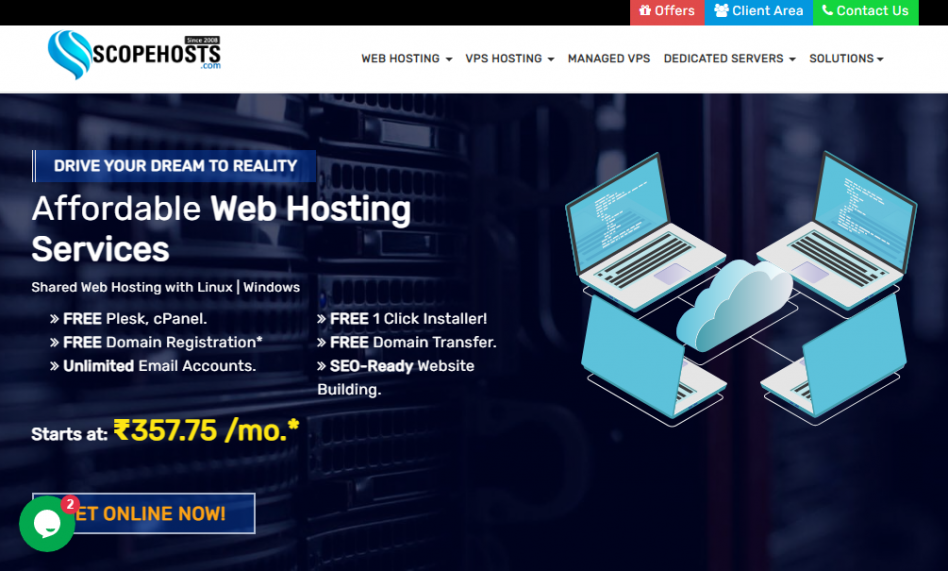 Offers
Client Area
Contact Us
Since 2008
SCOPEHOSTS
.com
WEB HOSTING
VPS HOSTING
MANAGED VPS
DEDICATED SERVERS
SOLUTIONS
DRIVE YOUR DREAM TO REALITY
Affordable Web Hosting
Services
Shared Web Hosting with Linux | Windows
» FREE Plesk, cPanel.
» FREE Domain Registration*
» Unlimited Email Accounts.
» FREE 1 Click Installer!
» FREE Domain Transfer.
» SEO-Ready Website
Building.
Starts at: ₹357.75 /mo.*
2
ET ONLINE NOW!